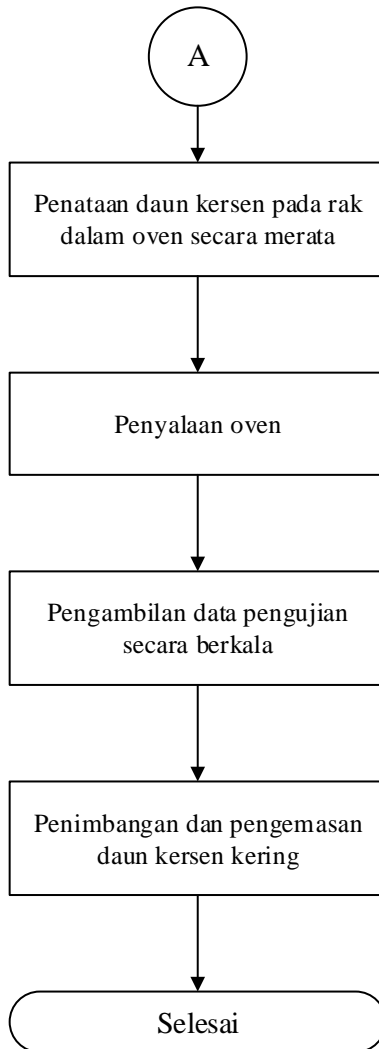 A
Penataan daun kersen pada rak
dalam oven secara merata
Penyalaan oven
Pengambilan data pengujian
secara berkala
Penimbangan dan pengemasan
daun kersen kering
Selesai